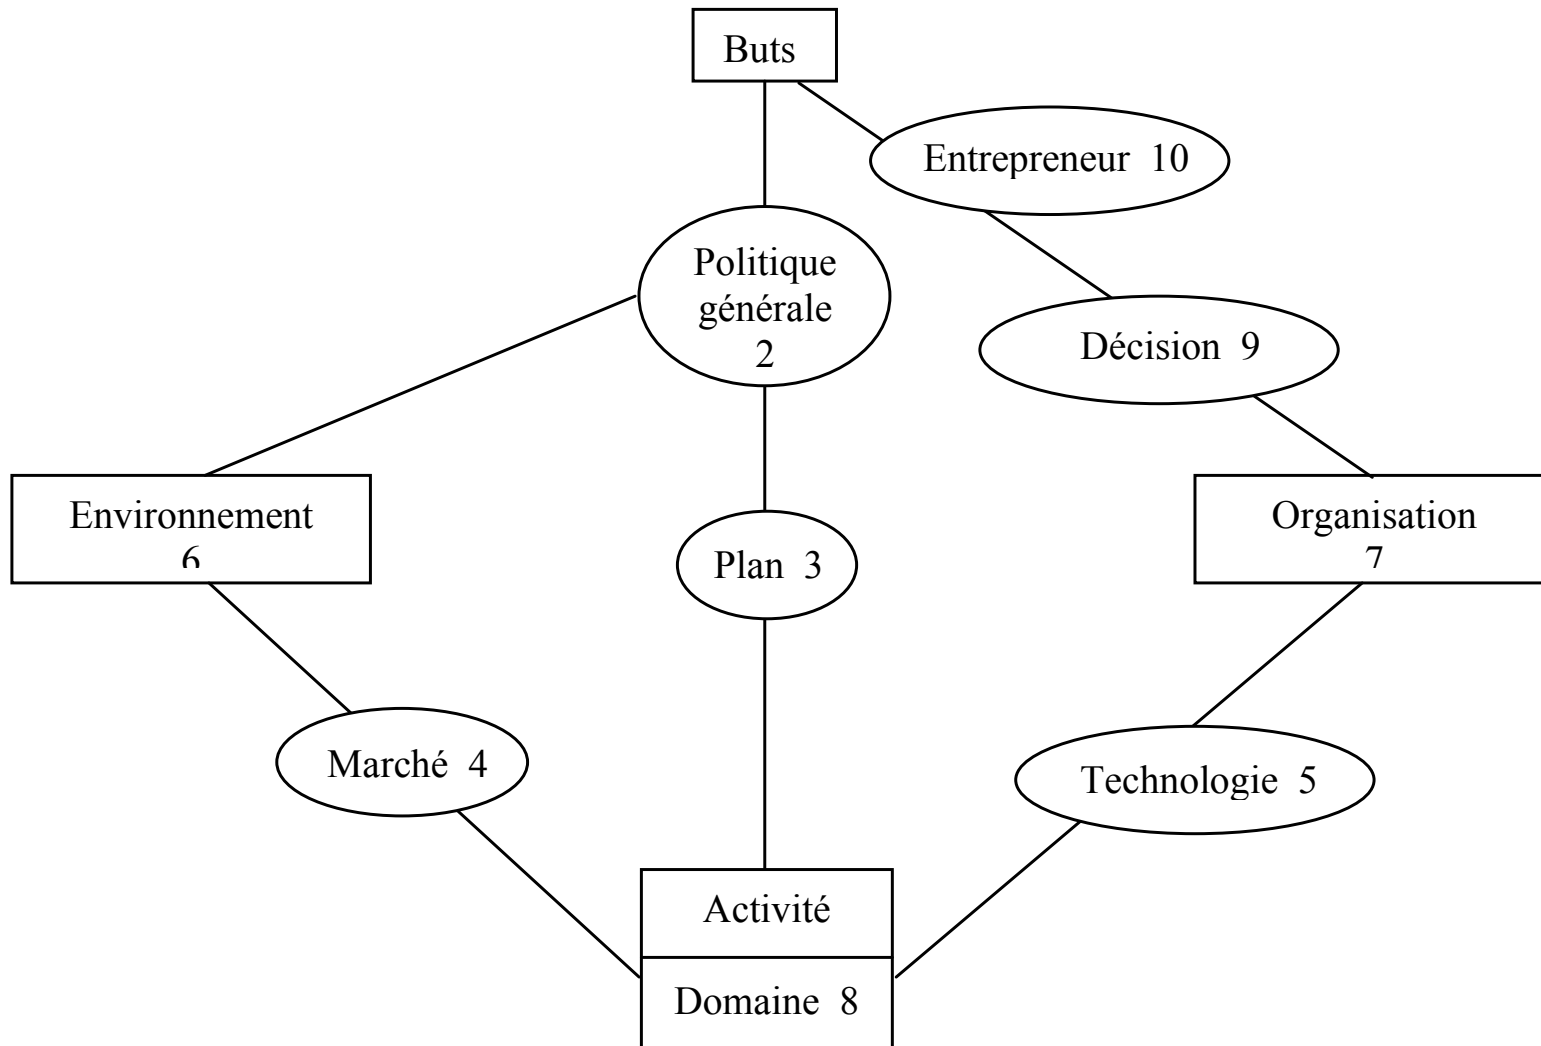 Buts
Entrepreneur 10
Politique
générale
2
Décision 9
Environnement
6
Plan 3
Organisation
7
Marché 4
Technologie 5
Activité
Domaine 8